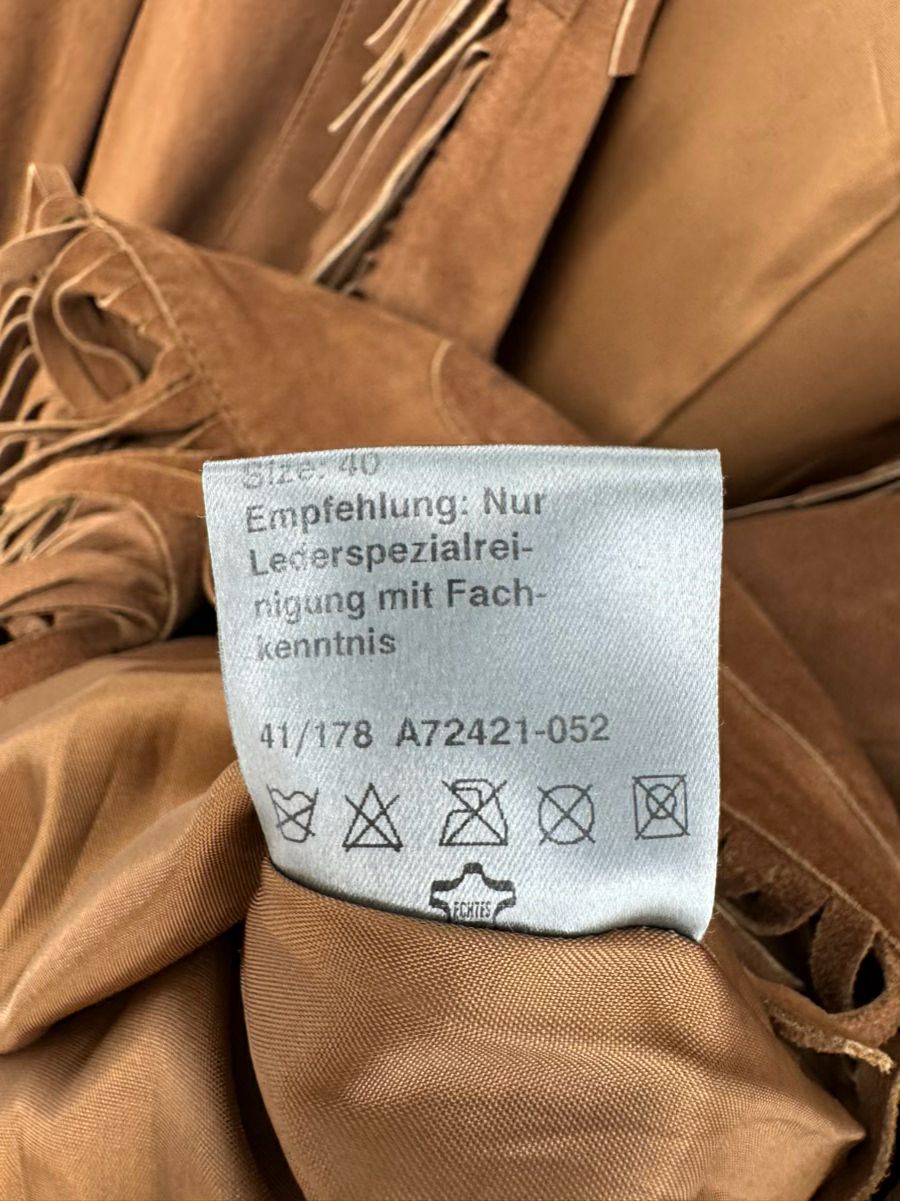 Size: 40
Empfehlung: Nur
Lederspezialrei-
nigung mit Fach-
kenntnis
41/178 A72421-052
ECHTES